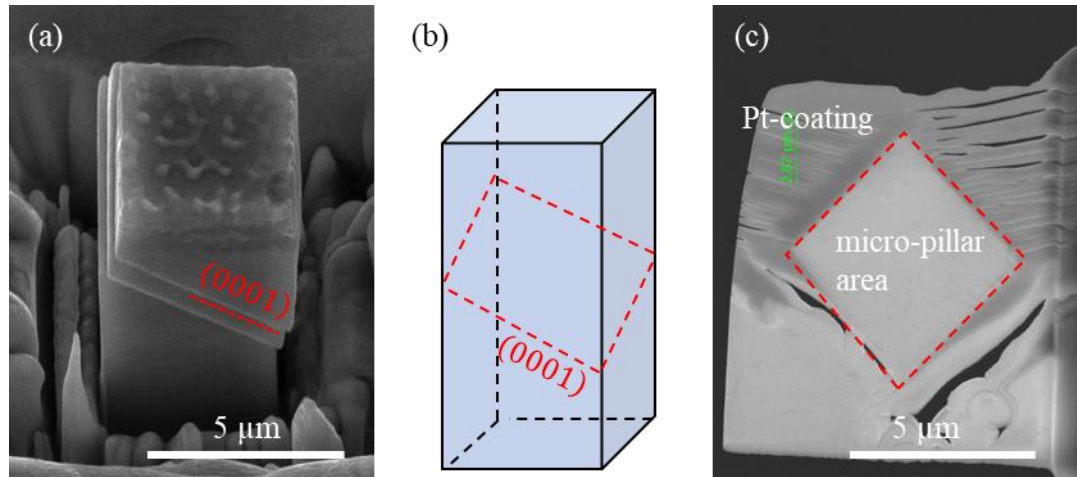 (a)
(0001)
5 µm
(b)
(0001)
(c)
Pt-coating
micro-pillar
area
5 µm